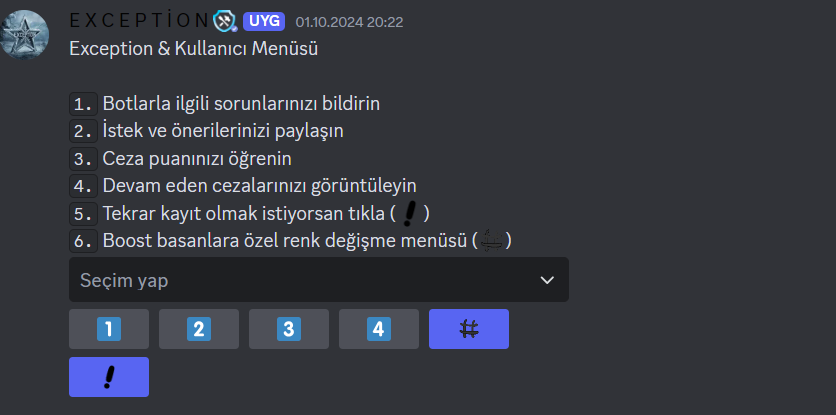 E X C E P T İ O N UYG 01.10.2024 20:22
Exception & Kullanıcı Menüsü
1. Botlarla ilgili sorunlarınızı bildirin
2. İstek ve önerilerinizi paylaşın
3. Ceza puanınızı öğrenin
4. Devam eden cezalarınızı görüntüleyin
5. Tekrar kayıt olmak istiyorsan tıkla ( ! )
6. Boost basanlara özel renk değişme menüsü ( )
Seçim yap
1 2 3 4 #
!